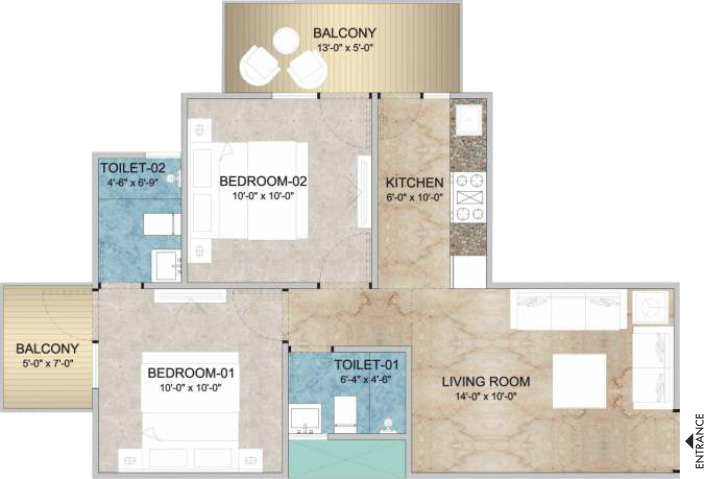 BALCONY
13'-0" x 5'-0"
TOILET-02
4'-6" x 6'-9"
BEDROOM-02
10'-0" x 10'-0"
KITCHEN
6'-0" x 10'-0"
BALCONY
5'-0" x 7'-0"
BEDROOM-01
10'-0" x 10'-0"
TOILET-01
6'-4" x 4'-6"
LIVING ROOM
14'-0" x 10'-0"
ENTRANCE